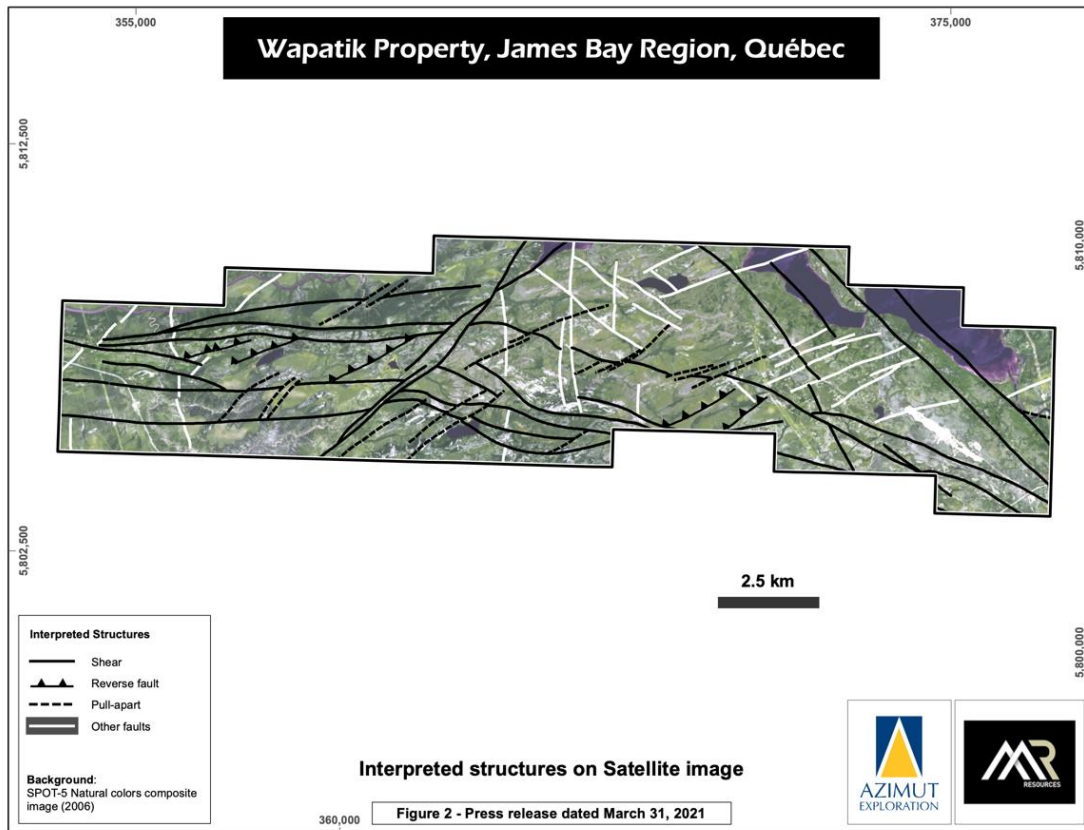 355,000
375,000
Wapatik Property, James Bay Region, Québec
5,812,500
5,810,000
5,802,500
2.5 km
5,800,000
Interpreted Structures
Shear
Reverse fault
Pull-apart
Other faults
Background:
SPOT-5 Natural colors composite
image (2006)
Interpreted structures on Satellite image
Figure 2 - Press release dated March 31, 2021
360,000
AZIMUT
EXPLORATION
MR
RESOURCES